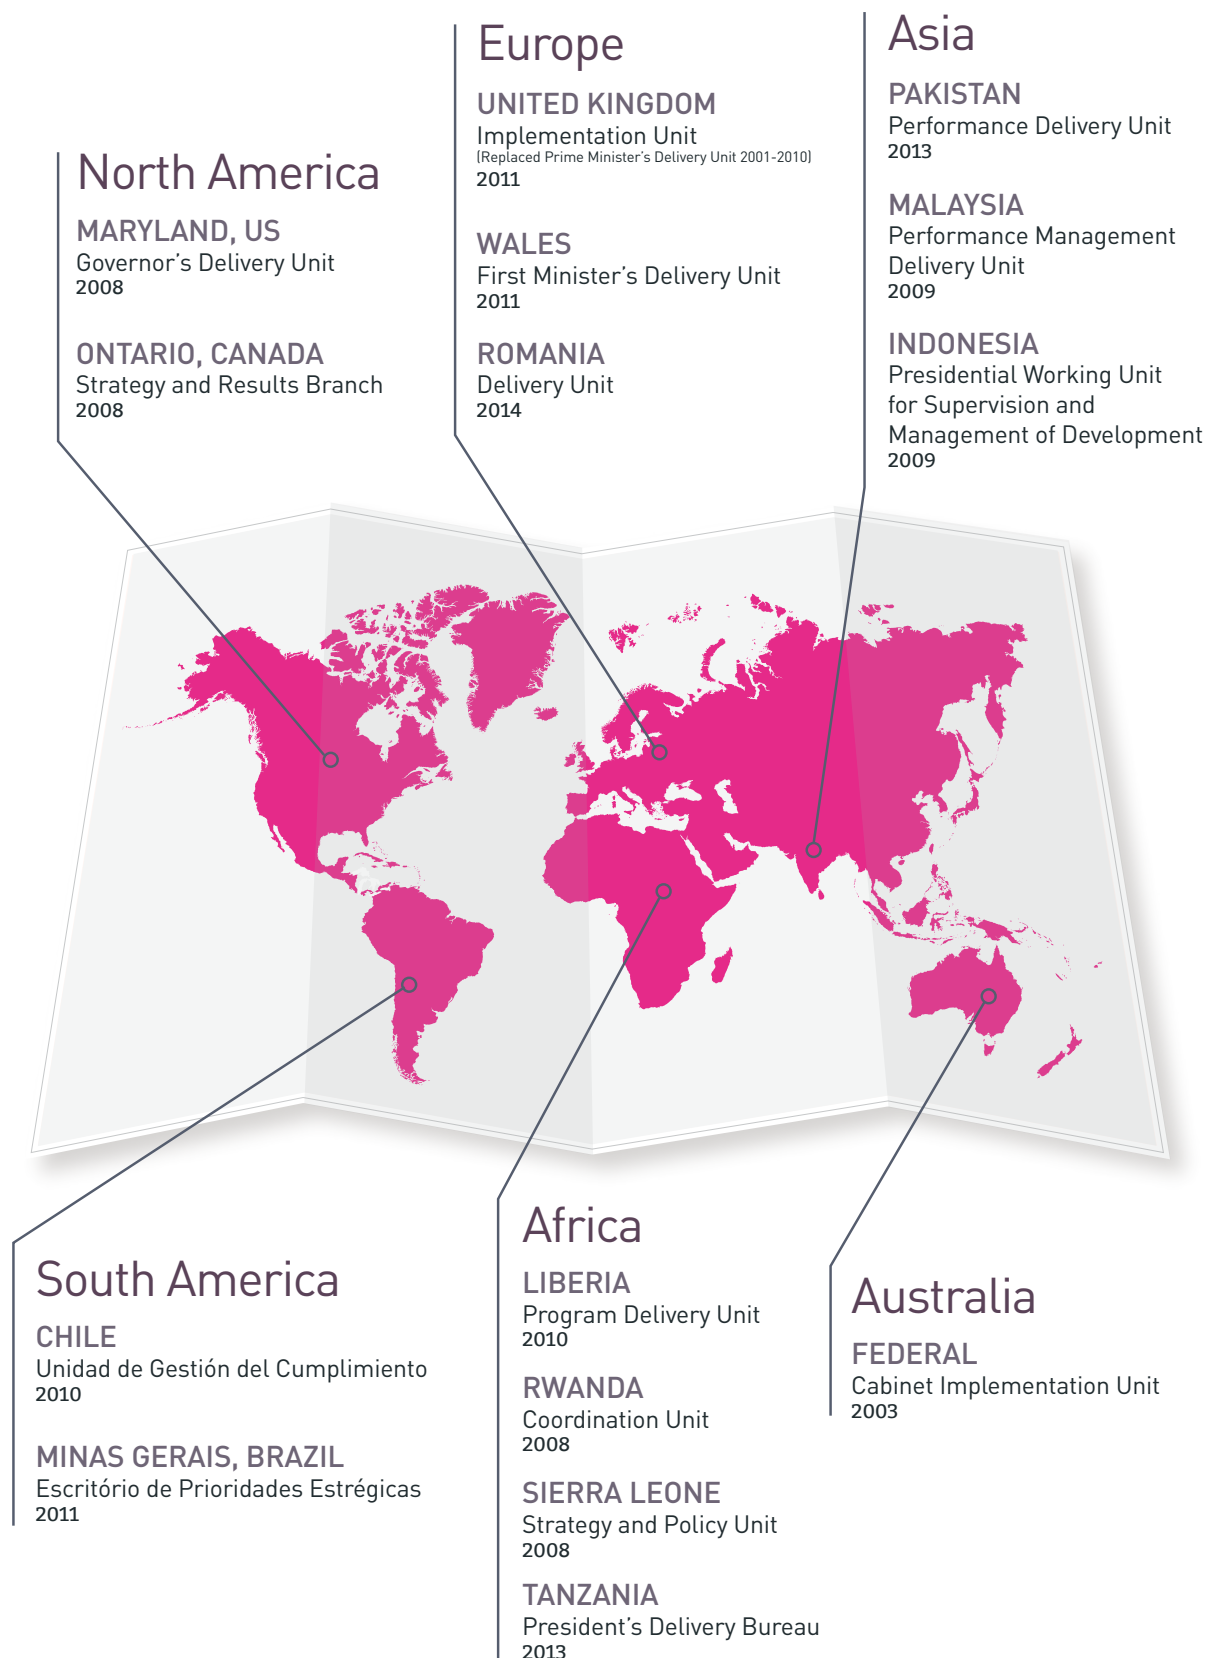 North America
MARYLAND, US
Governor’s Delivery Unit
2008
ONTARIO, CANADA
Strategy and Results Branch
2008
Europe
UNITED KINGDOM
Implementation Unit
(Replaced Prime Minister’s Delivery Unit 2001-2010)
2011
WALES
First Minister’s Delivery Unit
2011
ROMANIA
Delivery Unit
2014
Asia
PAKISTAN
Performance Delivery Unit
2013
MALAYSIA
Performance Management
Delivery Unit
2009
INDONESIA
Presidential Working Unit
for Supervision and
Management of Development
2009
South America
CHILE
Unidad de Gestión del Cumplimiento
2010
MINAS GERAIS, BRAZIL
Escritório de Prioridades Estrégicas
2011
Africa
LIBERIA
Program Delivery Unit
2010
RWANDA
Coordination Unit
2008
SIERRA LEONE
Strategy and Policy Unit
2008
TANZANIA
President’s Delivery Bureau
2013
Australia
FEDERAL
Cabinet Implementation Unit
2003